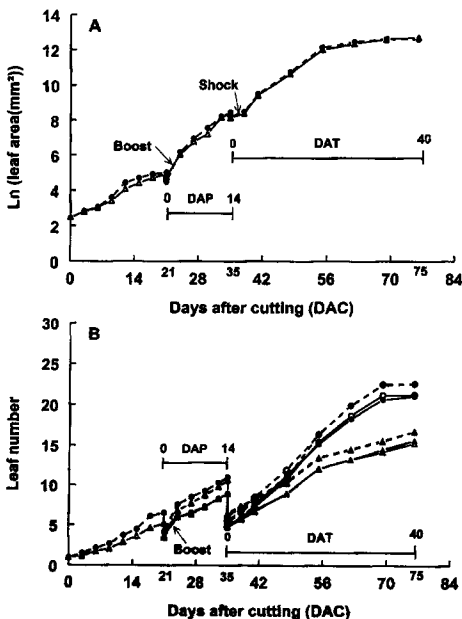 A
Ln (leaf area(mm²))
14
12
10
8
6
4
2
0
Shock
Boost
0 DAT 40
0 DAP 14
0 14 21 28 35 42 56 70 75 84
Days after cutting (DAC)
B
Leaf number
30
25
20
15
10
5
0
0 DAP 14
Boost
0 DAT 40
0 14 21 28 35 42 56 70 75 84
Days after cutting (DAC)